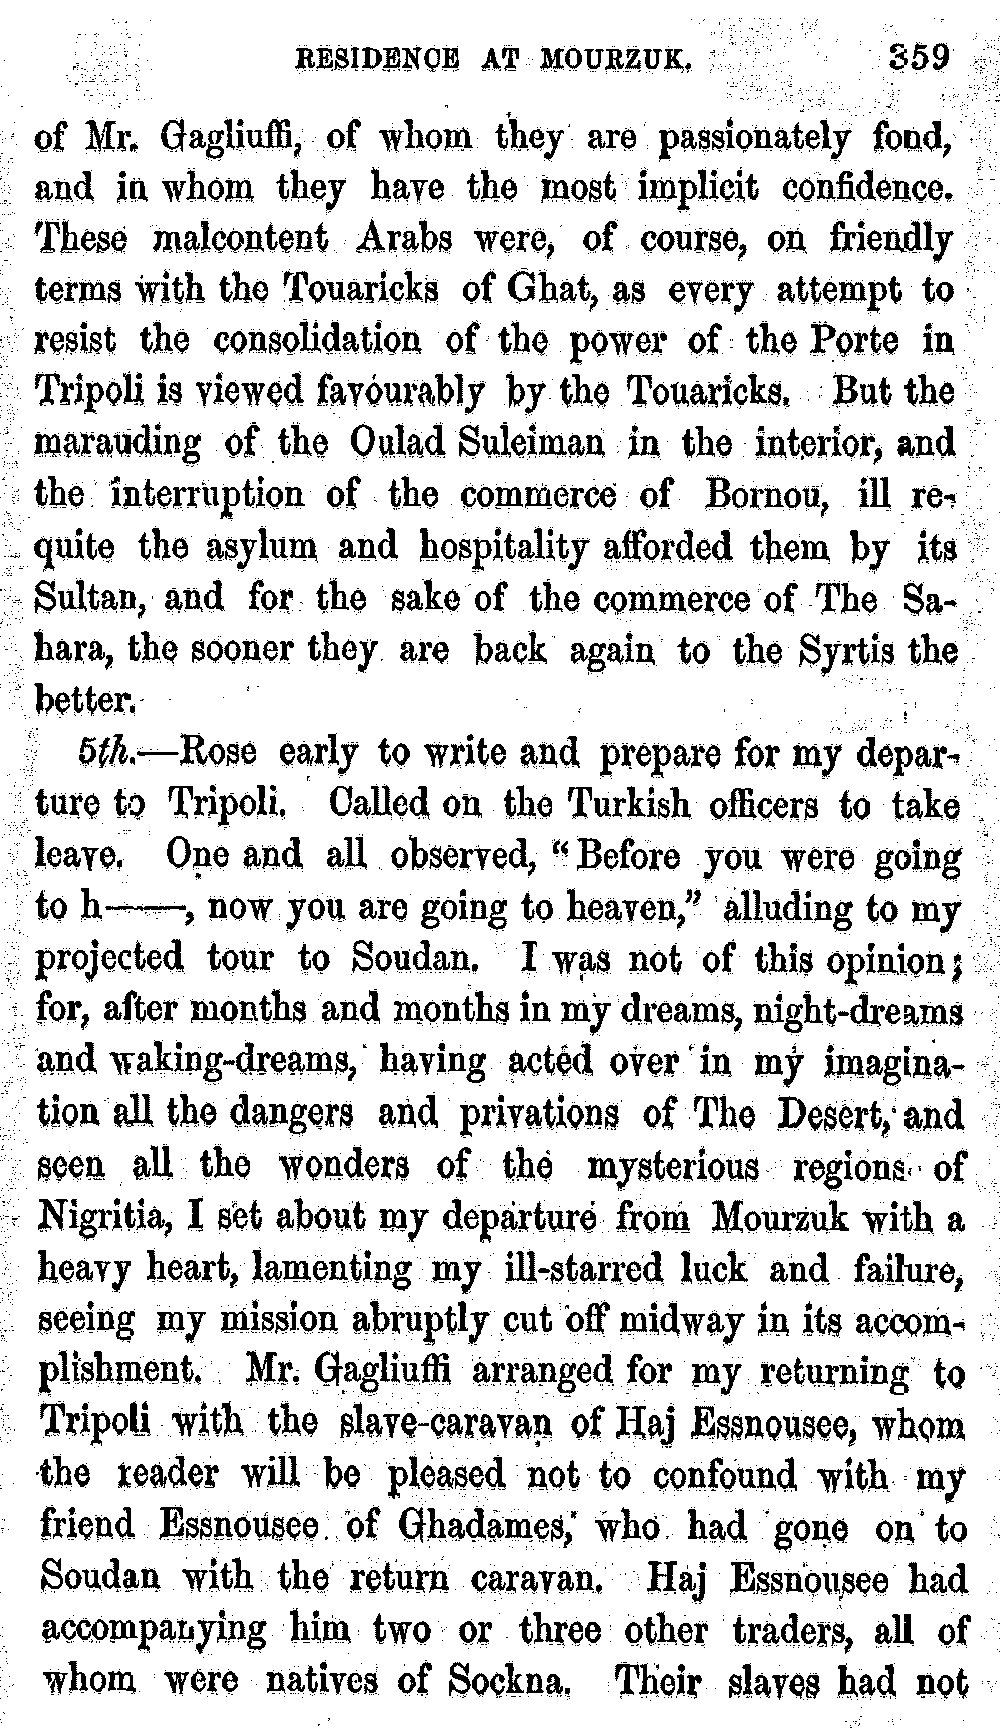 RESIDENCE AT MOURZUK. 359
of Mr. Gagliuffi, of whom they are passionately fond,
and in whom they have the most implicit confidence.
These malcontent Arabs were, of course, on friendly
terms with the Touaricks of Ghat, as every attempt to
resist the consolidation of the power of the Porte in
Tripoli is viewed favourably by the Touaricks. But the
marauding of the Oulad Suleiman in the interior, and
the interruption of the commerce of Bornou, ill re-
quite the asylum and hospitality afforded them by its
Sultan, and for the sake of the commerce of The Sa-
hara, the sooner they are back again to the Syrtis the
better.
5th.—Rose early to write and prepare for my depar-
ture to Tripoli. Called on the Turkish officers to take
leave. One and all observed, “Before you were going
to h——, now you are going to heaven,” alluding to my
projected tour to Soudan. I was not of this opinion;
for, after months and months in my dreams, night-dreams
and waking-dreams, having acted over in my imagina-
tion all the dangers and privations of The Desert, and
seen all the wonders of the mysterious regions of
Nigritia, I set about my departure from Mourzuk with a
heavy heart, lamenting my ill-starred luck and failure,
seeing my mission abruptly cut off midway in its accom-
plishment. Mr. Gagliuffi arranged for my returning to
Tripoli with the slave-caravan of Haj Essnousee, whom
the reader will be pleased not to confound with my
friend Essnousee of Ghadames, who had gone on to
Soudan with the return caravan. Haj Essnousee had
accompanying him two or three other traders, all of
whom were natives of Sockna. Their slaves had not